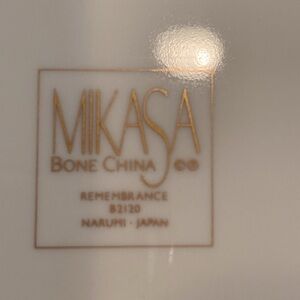 MIKASA
BONE CHINA
REMEMBRANCE
B2120
NARUMI · JAPAN